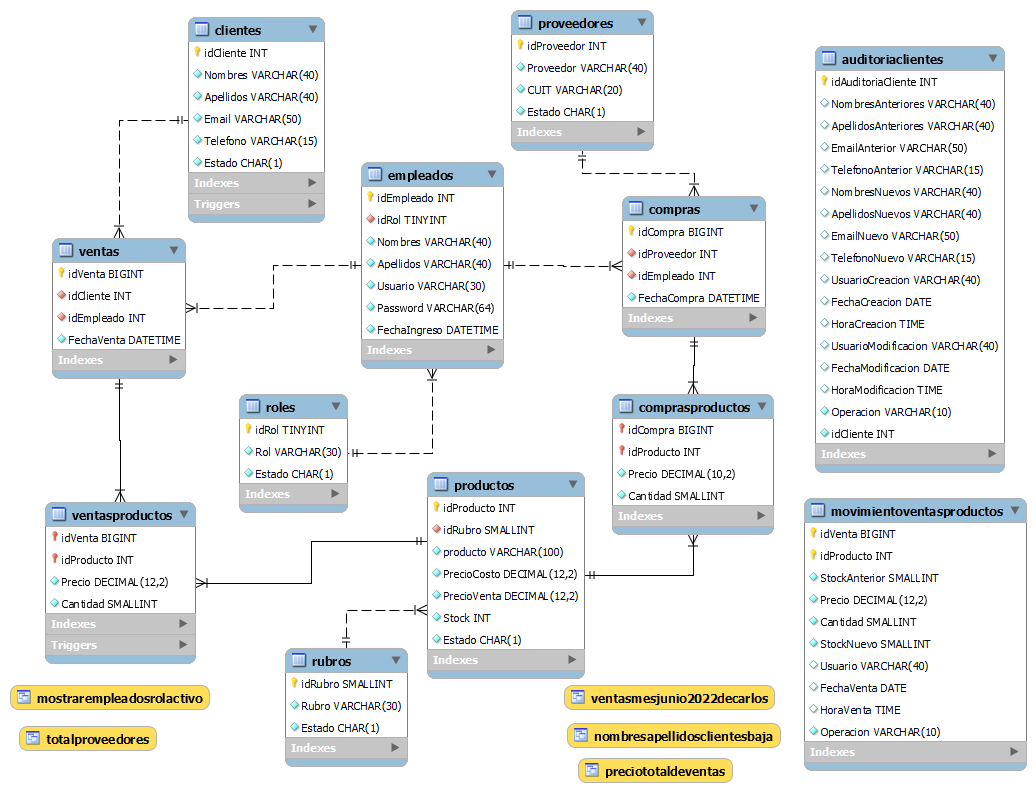 clientes
idCliente INT
Nombres VARCHAR(40)
Apellidos VARCHAR(40)
Email VARCHAR(50)
Telefono VARCHAR(15)
Estado CHAR(1)
Indexes
Triggers
proveedores
idProveedor INT
Proveedor VARCHAR(40)
CUIT VARCHAR(20)
Estado CHAR(1)
Indexes
auditoriaclientes
idAuditoriaCliente INT
NombresAnteriores VARCHAR(40)
ApellidosAnteriores VARCHAR(40)
EmailAnterior VARCHAR(50)
TelefonoAnterior VARCHAR(15)
NombresNuevos VARCHAR(40)
ApellidosNuevos VARCHAR(40)
EmailNuevo VARCHAR(50)
TelefonoNuevo VARCHAR(15)
UsuarioCreacion VARCHAR(40)
FechaCreacion DATE
HoraCreacion TIME
UsuarioModificacion VARCHAR(40)
FechaModificacion DATE
HoraModificacion TIME
Operacion VARCHAR(10)
idCliente INT
Indexes
empleados
idEmpleado INT
idRol TINYINT
Nombres VARCHAR(40)
Apellidos VARCHAR(40)
Usuario VARCHAR(30)
Password VARCHAR(64)
FechaIngreso DATETIME
Indexes
compras
idCompra BIGINT
idProveedor INT
idEmpleado INT
FechaCompra DATETIME
Indexes
ventas
idVenta BIGINT
idCliente INT
idEmpleado INT
FechaVenta DATETIME
Indexes
roles
idRol TINYINT
Rol VARCHAR(30)
Estado CHAR(1)
Indexes
comprasproductos
idCompra BIGINT
idProducto INT
Precio DECIMAL(10,2)
Cantidad SMALLINT
Indexes
productos
idProducto INT
idRubro SMALLINT
producto VARCHAR(100)
PrecioCosto DECIMAL(12,2)
PrecioVenta DECIMAL(12,2)
Stock INT
Estado CHAR(1)
Indexes
ventasproductos
idVenta BIGINT
idProducto INT
Precio DECIMAL(12,2)
Cantidad SMALLINT
Indexes
Triggers
movimientoventasproductos
idVenta BIGINT
idProducto INT
StockAnterior SMALLINT
Precio DECIMAL(12,2)
Cantidad SMALLINT
StockNuevo SMALLINT
Usuario VARCHAR(40)
FechaVenta DATE
HoraVenta TIME
Operacion VARCHAR(10)
Indexes
rubros
idRubro SMALLINT
Rubro VARCHAR(30)
Estado CHAR(1)
Indexes
mostrarempleadosrolactivo
totalproveedores
ventasmesjunio2022decarlos
nombresapellidosclientesbaja
preciototaldeventas